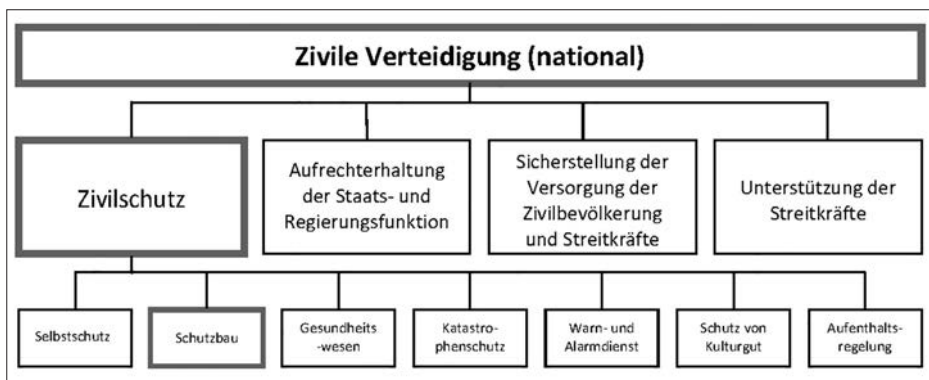 Zivile Verteidigung (national)
Zivilschutz
Aufrechterhaltung
der Staats- und
Regierungsfunktion
Sicherstellung der
Versorgung der
Zivilbevölkerung
und Streitkräfte
Unterstützung der
Streitkräfte
Selbstschutz
Schutzbau
Gesundheits
-wesen
Katastro-
phenschutz
Warn- und
Alarmdienst
Schutz von
Kulturgut
Aufenthalts-
regelung